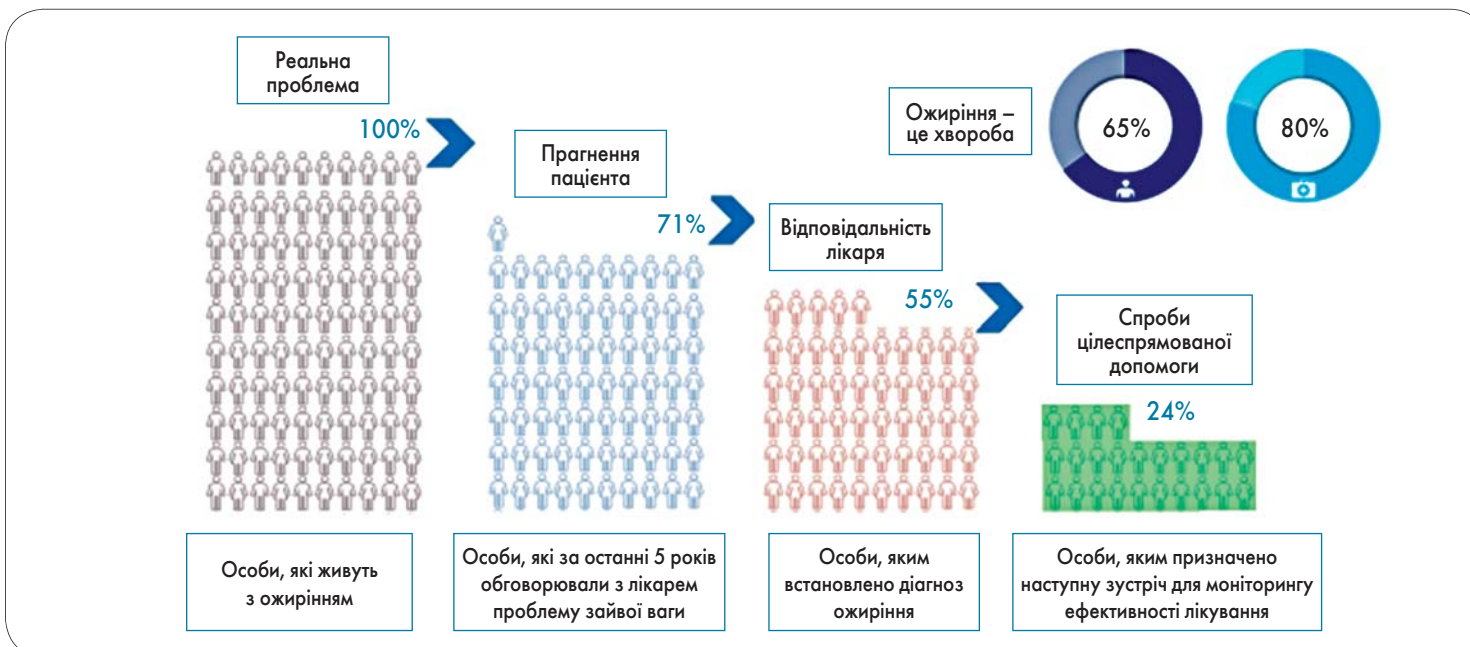 Реальна
проблема
100%
Прагнення
пацієнта
71%
Відповідальність
лікаря
55%
Спроби
цілеспрямованої
допомоги
24%
Ожиріння –
це хвороба
65%
80%
Особи, які живуть
з ожирінням
Особи, які за останні 5 років
обговорювали з лікарем
проблему зайвої ваги
Особи, яким
встановлено діагноз
ожиріння
Особи, яким призначено
наступну зустріч для моніторингу
ефективності лікування